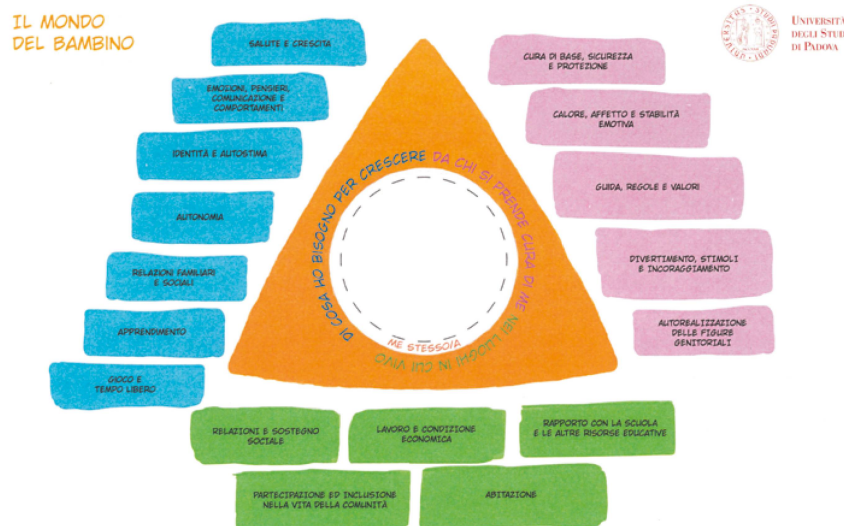 IL MONDO
DEL BAMBINO
UNIVERSITÀ
DEGLI STUDI
DI PADOVA
SALUTE E CRESCITA
EMOZIONI, PENSIERI,
COMUNICAZIONE E
COMPORTAMENTI
IDENTITÀ E AUTOSTIMA
AUTONOMIA
RELAZIONI FAMILIARI
E SOCIALI
APPRENDIMENTO
GIOCO E
TEMPO LIBERO
DI COSA HO BISOGNO PER CRESCERE
DA CHI SI PRENDE CURA DI ME
NEI LUOGHI IN CUI VIVO
ME STESSO/A
CURA DI BASE, SICUREZZA
E PROTEZIONE
CALORE, AFFETTO E STABILITÀ
EMOTIVA
GUIDA, REGOLE E VALORI
DIVERTIMENTO, STIMOLI
E INCORAGGIAMENTO
AUTOREALIZZAZIONE
DELLE FIGURE
GENITORIALI
RELAZIONI E SOSTEGNO
SOCIALE
LAVORO E CONDIZIONE
ECONOMICA
RAPPORTO CON LA SCUOLA
E LE ALTRE RISORSE EDUCATIVE
PARTECIPAZIONE ED INCLUSIONE
NELLA VITA DELLA COMUNITÀ
ABITAZIONE